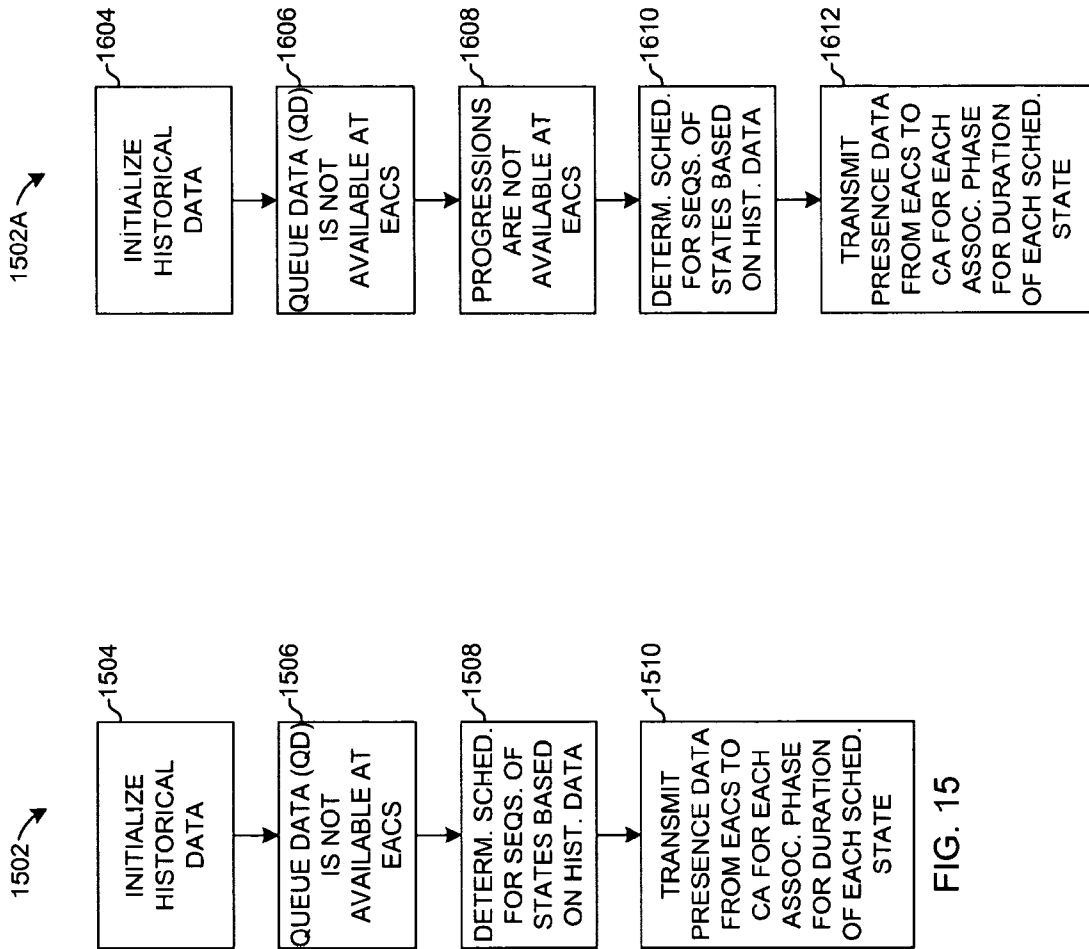 1502
1504
INITIALIZE
HISTORICAL
DATA
1506
QUEUE DATA (QD)
IS NOT
AVAILABLE AT
EACS
1508
DETERM. SCHED.
FOR SEQS. OF
STATES BASED
ON HIST. DATA
1510
TRANSMIT
PRESENCE DATA
FROM EACS TO
CA FOR EACH
ASSOC. PHASE
FOR DURATION
OF EACH SCHED.
STATE
FIG. 15
1502A
1604
INITIALIZE
HISTORICAL
DATA
1606
QUEUE DATA (QD)
IS NOT
AVAILABLE AT
EACS
1608
PROGRESSIONS
ARE NOT
AVAILABLE AT
EACS
1610
DETERM. SCHED.
FOR SEQS. OF
STATES BASED
ON HIST. DATA
1612
TRANSMIT
PRESENCE DATA
FROM EACS TO
CA FOR EACH
ASSOC. PHASE
FOR DURATION
OF EACH SCHED.
STATE